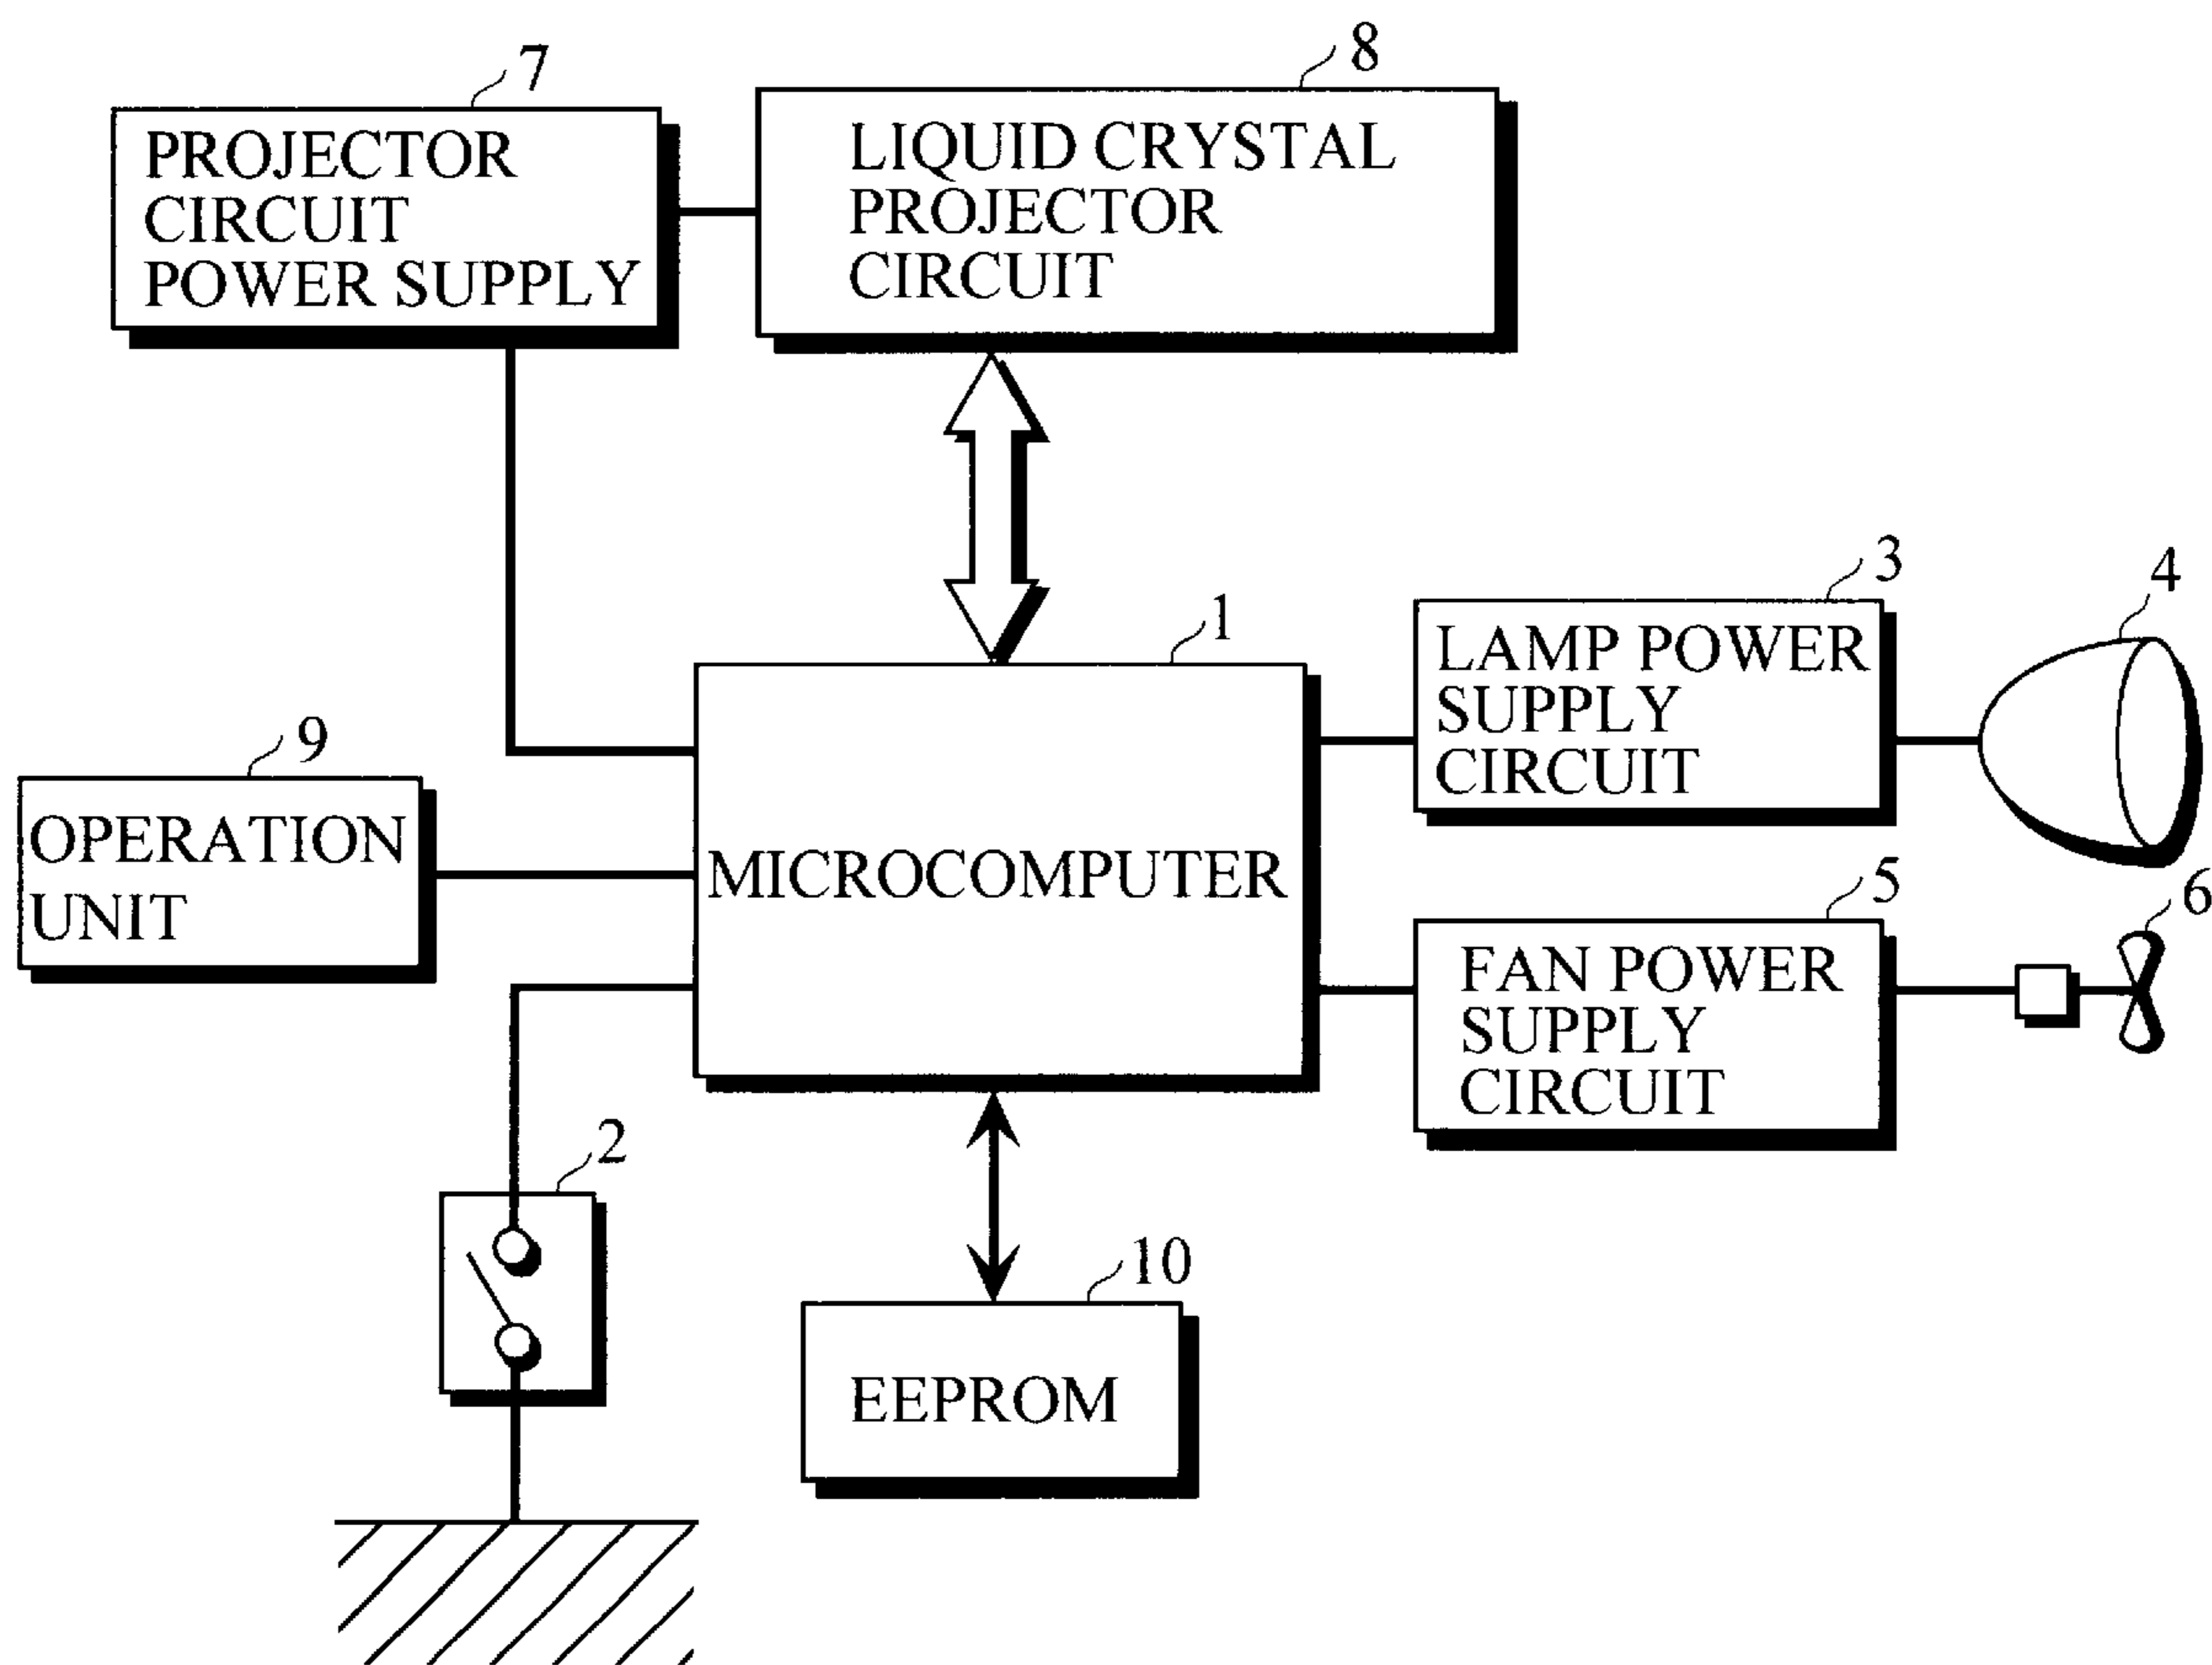 7
PROJECTOR
CIRCUIT
POWER SUPPLY
8
LIQUID CRYSTAL
PROJECTOR
CIRCUIT
1
MICROCOMPUTER
3
LAMP POWER
SUPPLY
CIRCUIT
4
9
OPERATION
UNIT
5
FAN POWER
SUPPLY
CIRCUIT
6
2
10
EEPROM